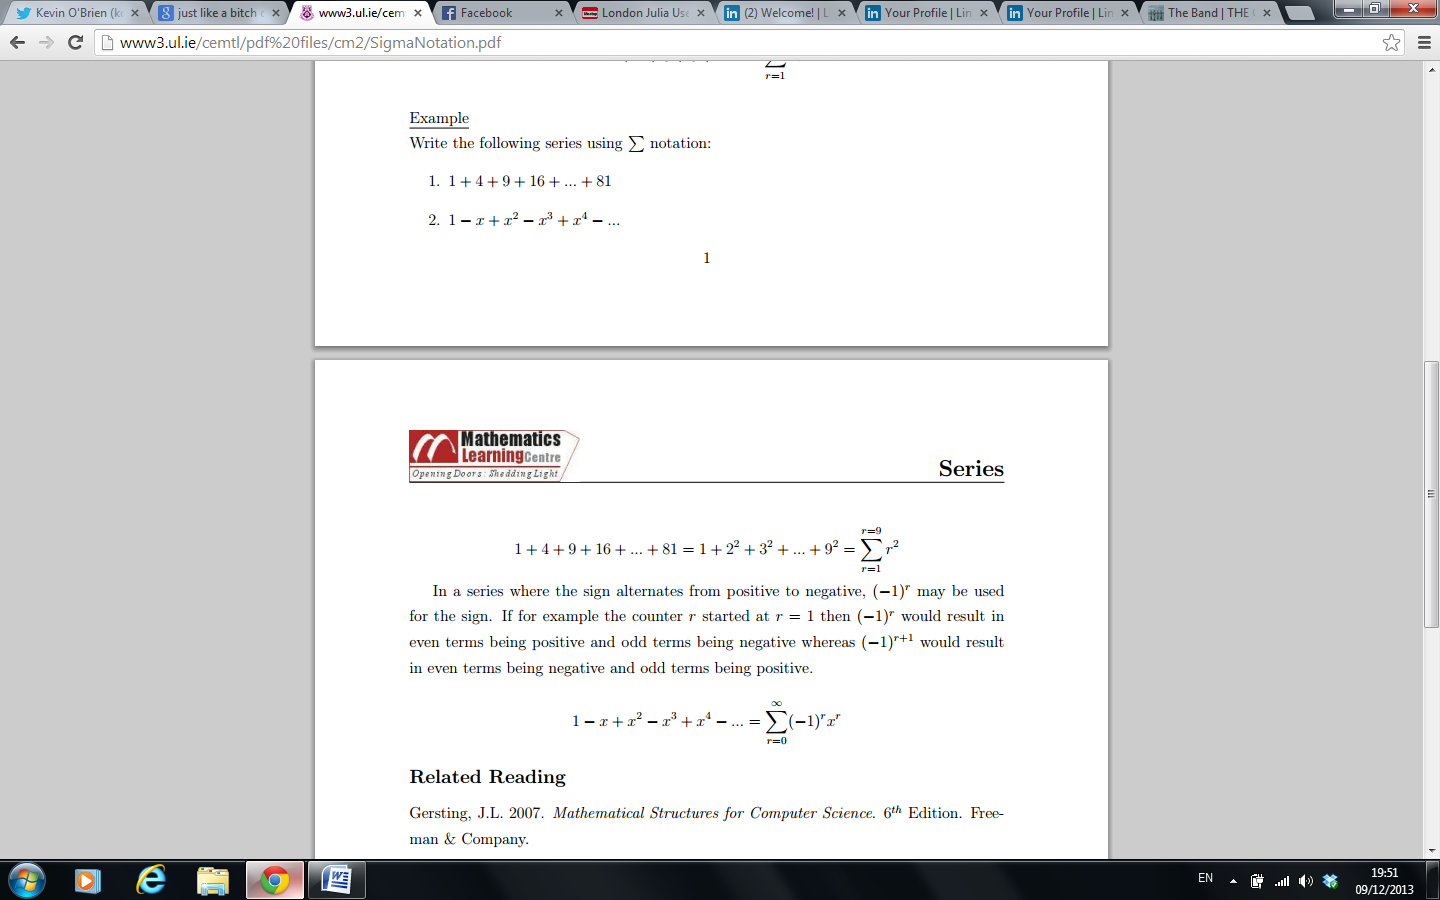 Kevin O'Brien (k
just like a bitch
www3.ul.ie/cem
Facebook
London Julia Us
(2) Welcome! | L
Your Profile | Lin
Your Profile | Lin
The Band | THE
www3.ul.ie/cemtl/pdf%20files/cm2/SigmaNotation.pdf
r=1
Example
Write the following series using ∑ notation:
1. 1 + 4 + 9 + 16 + ... + 81
2. 1 − x + x² − x³ + x⁴ − ...
1
Mathematics
Learning Centre
Opening Doors : Shedding Light
Series
r=9
1 + 4 + 9 + 16 + ... + 81 = 1 + 2² + 3² + ... + 9² = ∑ r²
r=1
In a series where the sign alternates from positive to negative, (−1)ʳ may be used
for the sign. If for example the counter r started at r = 1 then (−1)ʳ would result in
even terms being positive and odd terms being negative whereas (−1)ʳ⁺¹ would result
in even terms being negative and odd terms being positive.
∞
1 − x + x² − x³ + x⁴ − ... = ∑(−1)ʳxʳ
r=0
Related Reading
Gersting, J.L. 2007. Mathematical Structures for Computer Science. 6ᵗʰ Edition. Free-
man & Company.
EN
19:51
09/12/2013